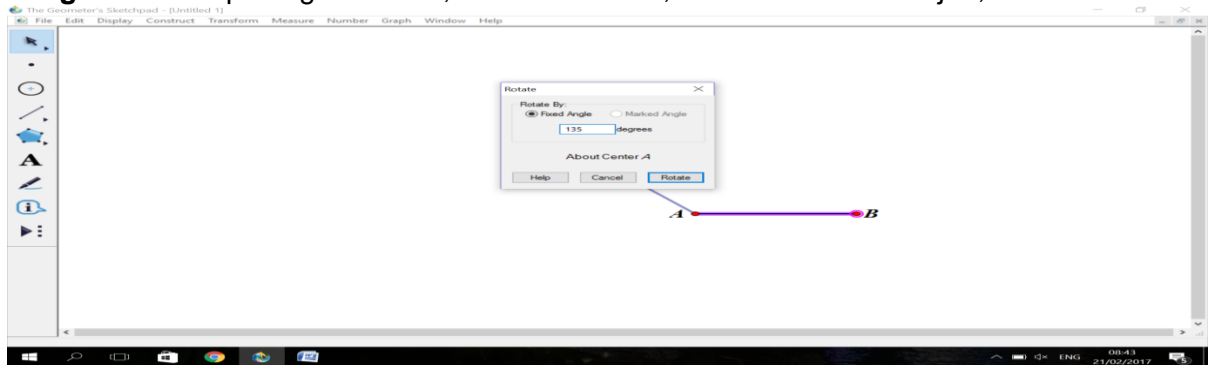 The Geometer's Sketchpad - [Untitled 1]
File Edit Display Construct Transform Measure Number Graph Window Help
A
Rotate
Rotate By:
Fixed Angle Marked Angle
135 degrees
About Center A
Help Cancel Rotate
A B
ENG 08:43
21/02/2017
5